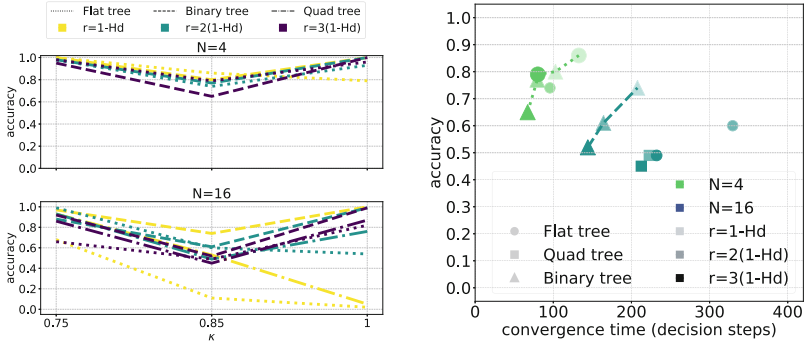 Flat tree
Binary tree
Quad tree
r=1-Hd
r=2(1-Hd)
r=3(1-Hd)
N=4
accuracy
1.0
0.8
0.6
0.4
0.2
0.0
N=16
accuracy
1.0
0.8
0.6
0.4
0.2
0.0
0.75
0.85
1
κ
accuracy
1.0
0.9
0.8
0.7
0.6
0.5
0.4
0.3
0.2
0.1
0.0
Flat tree
Quad tree
Binary tree
N=4
N=16
r=1-Hd
r=2(1-Hd)
r=3(1-Hd)
0
100
200
300
400
convergence time (decision steps)